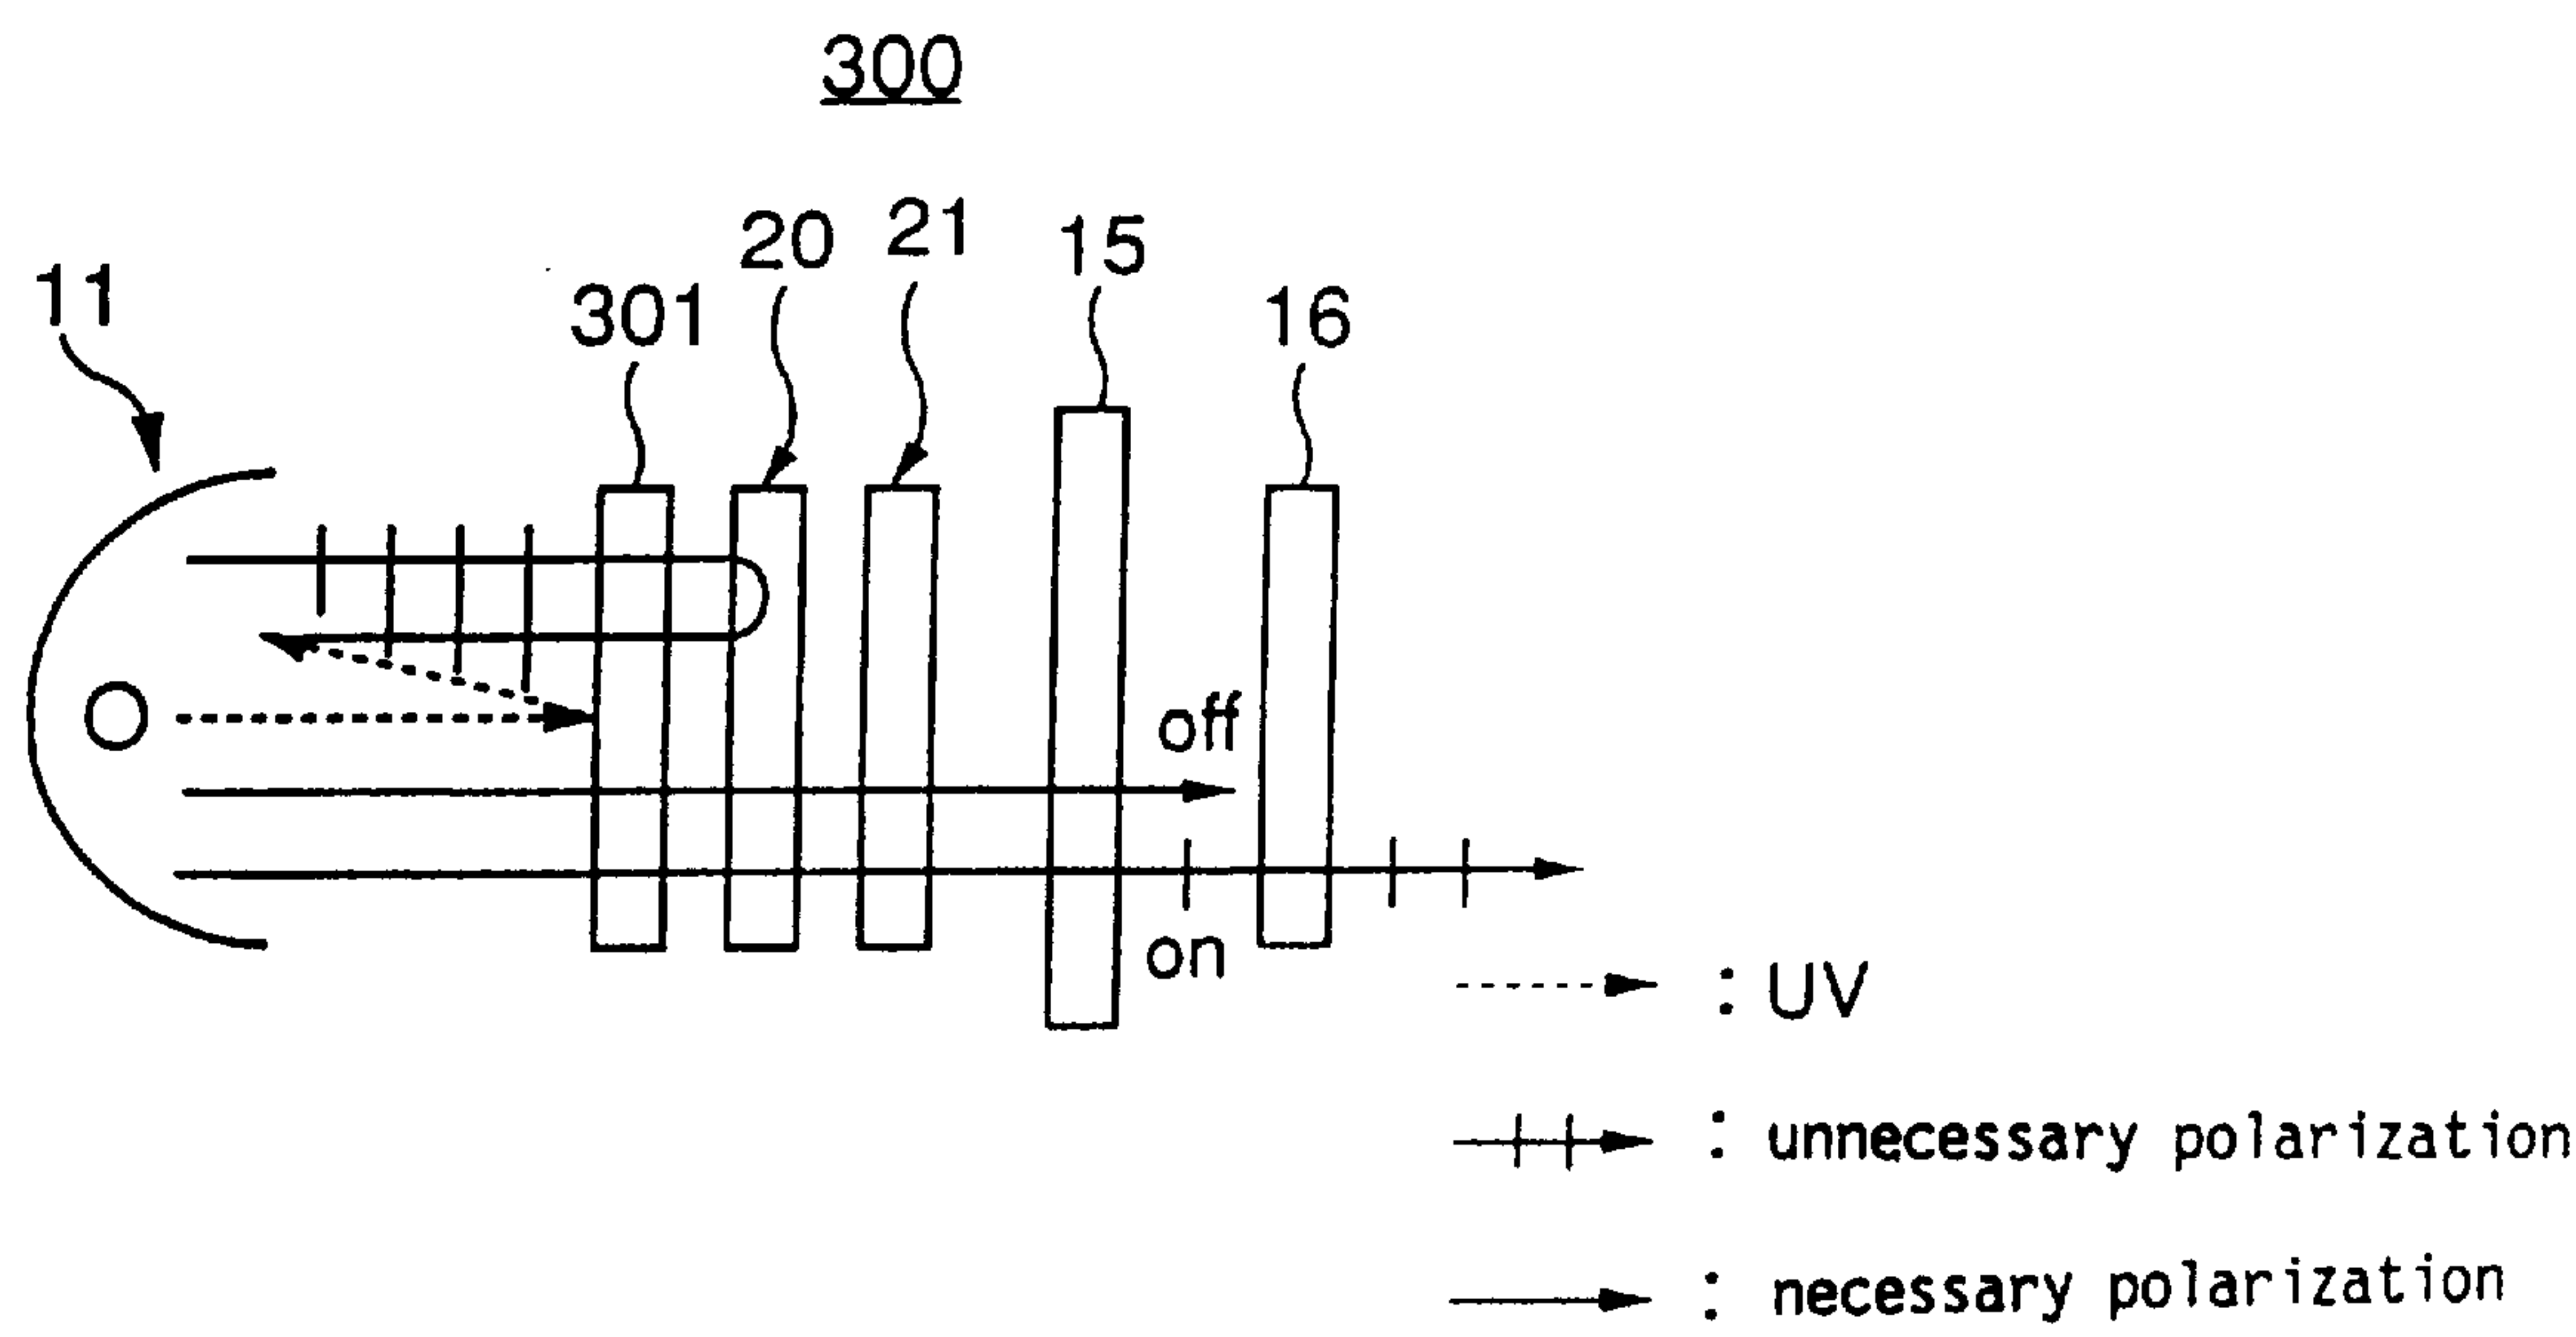 300
11
301
20
21
15
16
off
on
: UV
: unnecessary polarization
: necessary polarization